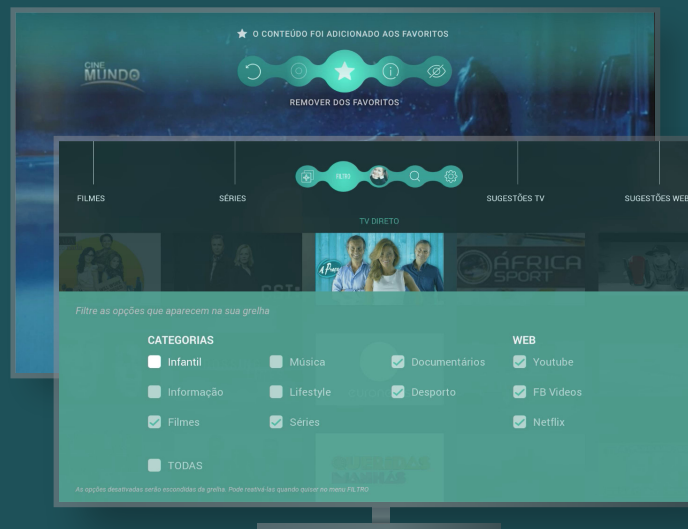 O CONTEÚDO FOI ADICIONADO AOS FAVORITOS
CINE
MUNDO
REMOVER DOS FAVORITOS
FILMES
SÉRIES
FILTRO
SUGESTÕES TV
SUGESTÕES WEB
TV DIRETO
A Praça
ÁFRICA
SPORT
CSI:
Filtre as opções que aparecem na sua grelha
CATEGORIAS
WEB
Infantil
Música
Documentários
Youtube
Informação
Lifestyle
Desporto
FB Videos
Filmes
Séries
Netflix
TODAS
As opções desativadas serão escondidas da grelha. Pode reativá-las quando quiser no menu FILTRO